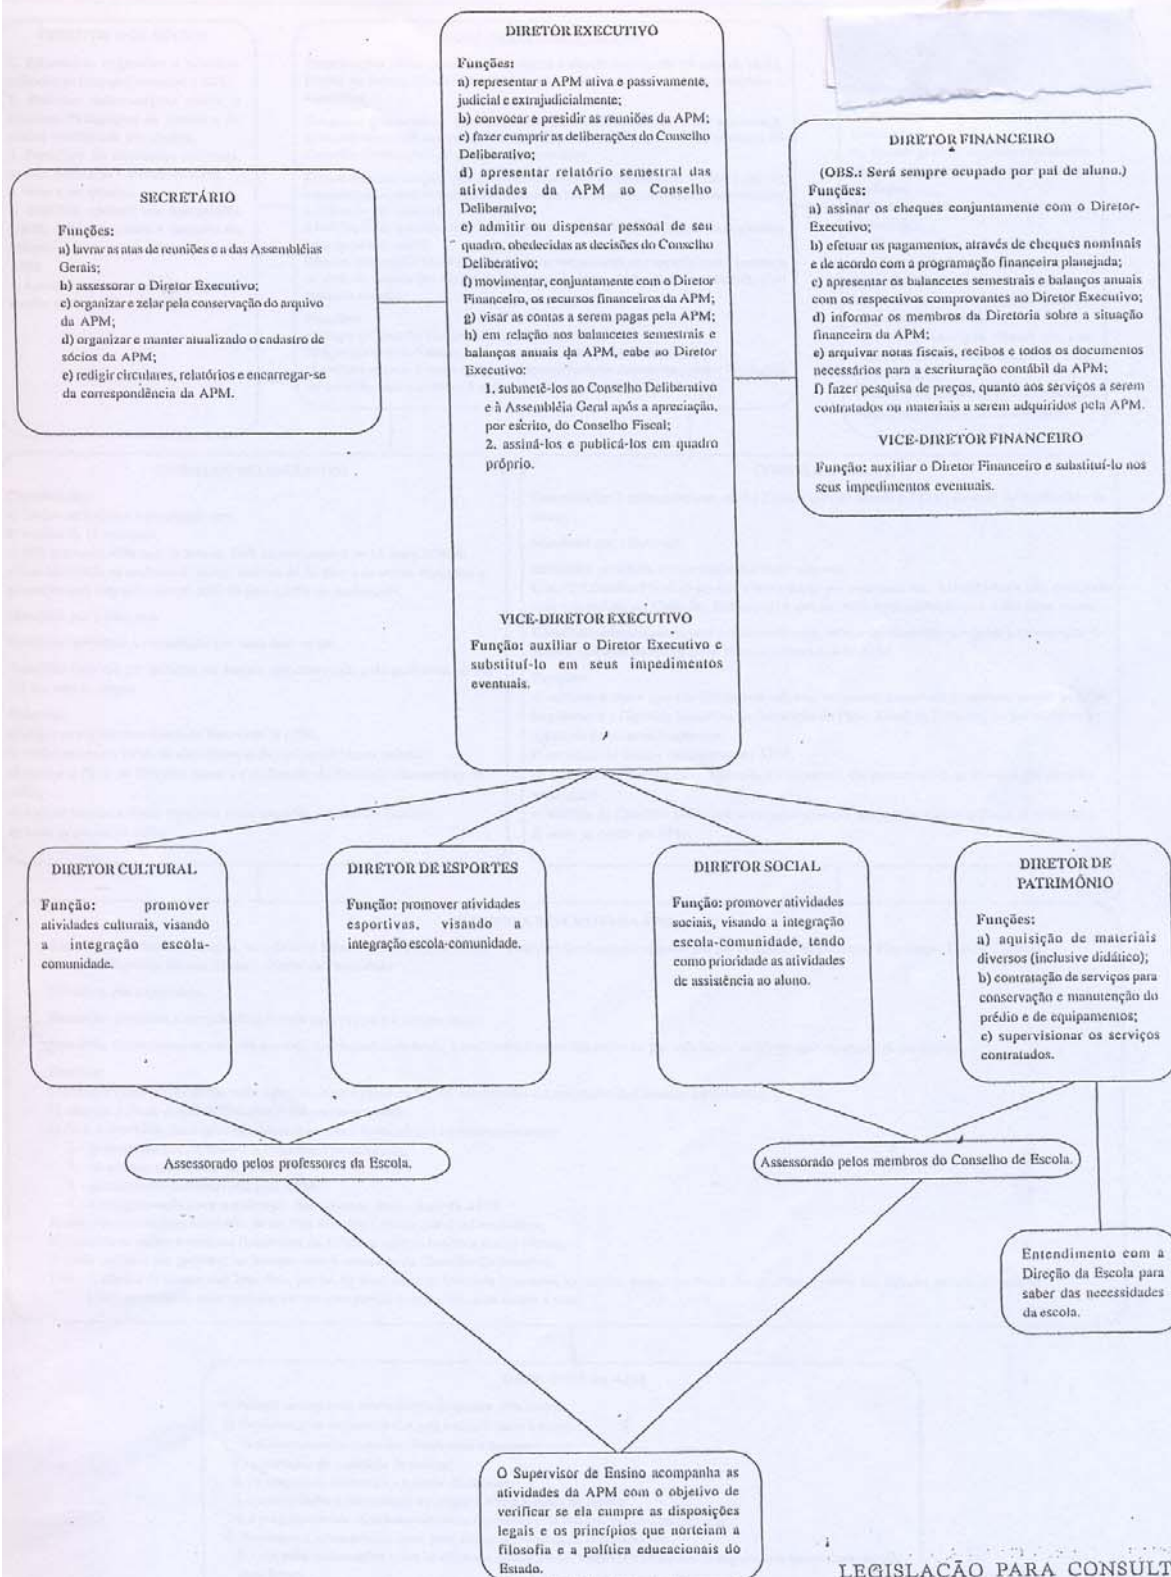 DIRETOR EXECUTIVO
Funções:
a) representar a APM ativa e passivamente,
judicial e extrajudicialmente;
b) convocar e presidir as reuniões da APM;
c) fazer cumprir as deliberações do Conselho
Deliberativo;
d) apresentar relatório semestral das
atividades da APM ao Conselho
Deliberativo;
e) admitir ou dispensar pessoal de seu
quadro, obedecidas as decisões do Conselho
Deliberativo;
f) movimentar, conjuntamente com o Diretor
Financeiro, os recursos financeiros da APM;
g) visar as contas a serem pagas pela APM;
h) em relação aos balancetes semestrais e
balanços anuais da APM, cabe ao Diretor
Executivo:
1. submetê-los ao Conselho Deliberativo
e à Assembléia Geral após a apreciação,
por escrito, do Conselho Fiscal;
2. assiná-los e publicá-los em quadro
próprio.
VICE-DIRETOR EXECUTIVO
Função: auxiliar o Diretor Executivo e
substituí-lo em seus impedimentos
eventuais.
SECRETÁRIO
Funções:
a) lavrar as atas de reuniões e a das Assembléias
Gerais;
b) assessorar o Diretor Executivo;
c) organizar e zelar pela conservação do arquivo
da APM;
d) organizar e manter atualizado o cadastro de
sócios da APM;
e) redigir circulares, relatórios e encarregar-se
da correspondência da APM.
DIRETOR FINANCEIRO
(OBS.: Será sempre ocupado por pai de aluno.)
Funções:
a) assinar os cheques conjuntamente com o Diretor-
Executivo;
b) efetuar os pagamentos, através de cheques nominais
e de acordo com a programação financeira planejada;
c) apresentar os balancetes semestrais e balanços anuais
com os respectivos comprovantes ao Diretor Executivo;
d) informar os membros da Diretoria sobre a situação
financeira da APM;
e) arquivar notas fiscais, recibos e todos os documentos
necessários para a escrituração contábil da APM;
f) fazer pesquisa de preços, quanto aos serviços a serem
contratados ou materiais a serem adquiridos pela APM.
VICE-DIRETOR FINANCEIRO
Função: auxiliar o Diretor Financeiro e substituí-lo nos
seus impedimentos eventuais.
DIRETOR CULTURAL
Função: promover
atividades culturais, visando
a integração escola-
comunidade.
DIRETOR DE ESPORTES
Função: promover atividades
esportivas, visando a
integração escola-comunidade.
DIRETOR SOCIAL
Função: promover atividades
sociais, visando a integração
escola-comunidade, tendo
como prioridade as atividades
de assistência ao aluno.
DIRETOR DE
PATRIMÔNIO
Funções:
a) aquisição de materiais
diversos (inclusive didático);
b) contratação de serviços para
conservação e manutenção do
prédio e de equipamentos;
c) supervisionar os serviços
contratados.
Assessorado pelos professores da Escola.
Assessorado pelos membros do Conselho de Escola.
Entendimento com a
Direção da Escola para
saber das necessidades
da escola.
O Supervisor de Ensino acompanha as
atividades da APM com o objetivo de
verificar se ela cumpre as disposições
legais e os princípios que norteiam a
filosofia e a política educacionais do
Estado.
LEGISLAÇÃO PARA CONSULT